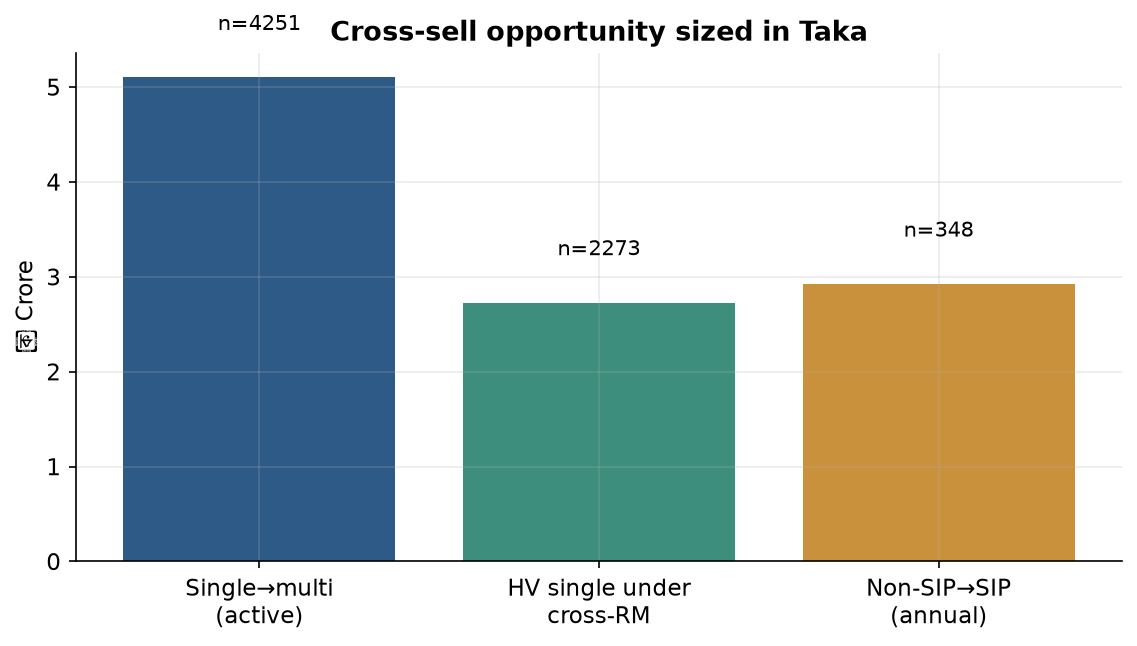 n=4251
Cross-sell opportunity sized in Taka
Crore
5
4
3
2
1
0
n=2273
n=348
Single→multi
(active)
HV single under
cross-RM
Non-SIP→SIP
(annual)